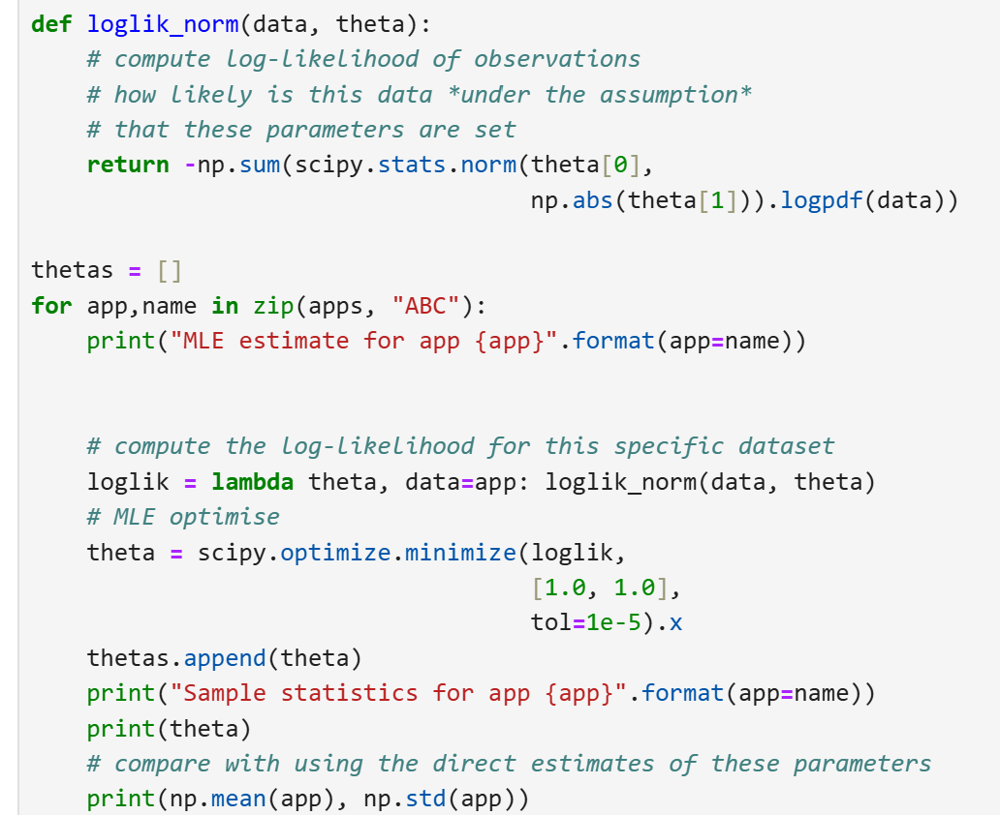 def loglik_norm(data, theta):
    # compute log-likelihood of observations
    # how likely is this data *under the assumption*
    # that these parameters are set
    return -np.sum(scipy.stats.norm(theta[0],
                                    np.abs(theta[1])).logpdf(data))
thetas = []
for app,name in zip(apps, "ABC"):
    print("MLE estimate for app {app}".format(app=name))
    # compute the log-likelihood for this specific dataset
    loglik = lambda theta, data=app: loglik_norm(data, theta)
    # MLE optimise
    theta = scipy.optimize.minimize(loglik,
                                    [1.0, 1.0],
                                    tol=1e-5).x
    thetas.append(theta)
    print("Sample statistics for app {app}".format(app=name))
    print(theta)
    # compare with using the direct estimates of these parameters
    print(np.mean(app), np.std(app))